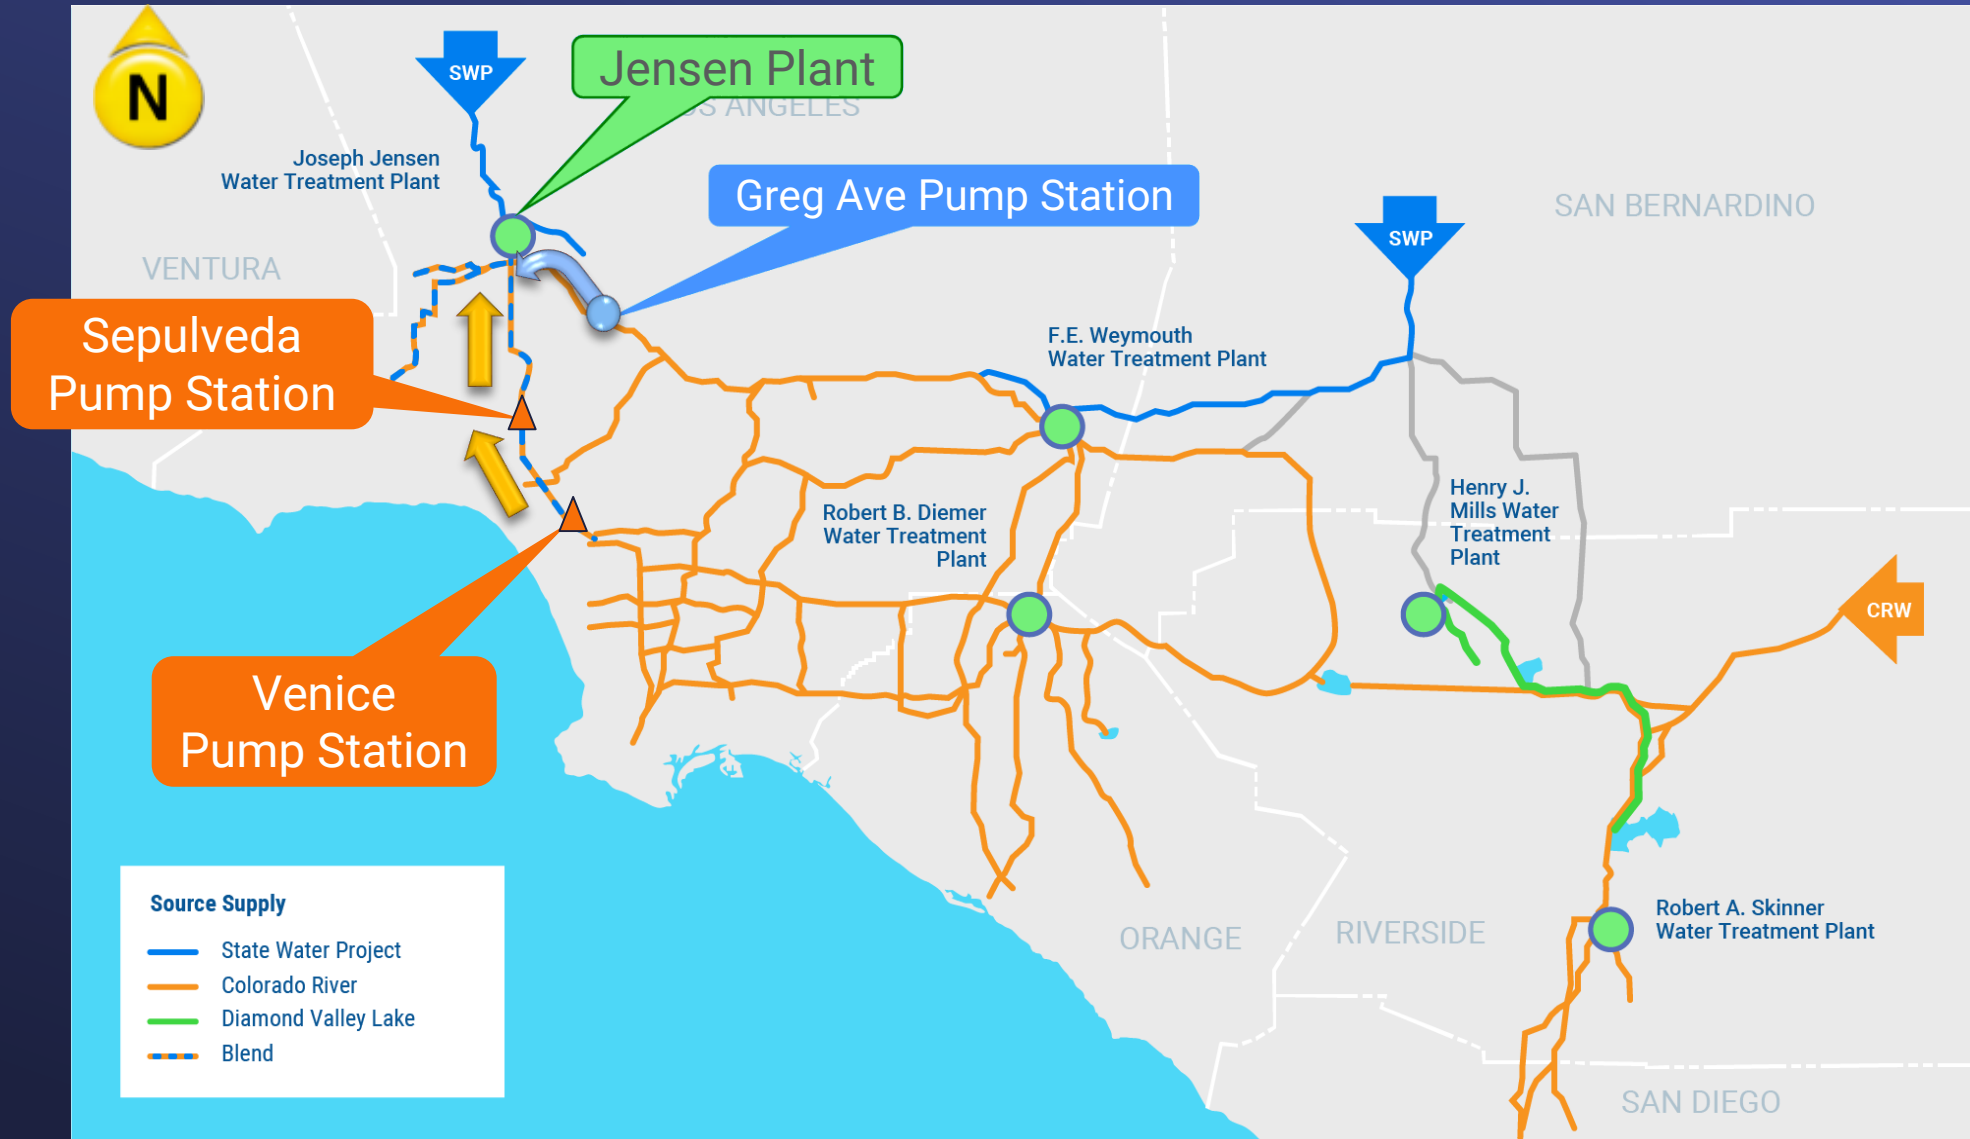 N
SWP
Jensen Plant
OS ANGELES
Joseph Jensen
Water Treatment Plant
Greg Ave Pump Station
SAN BERNARDINO
SWP
VENTURA
Sepulveda
Pump Station
F.E. Weymouth
Water Treatment Plant
Henry J.
Mills Water
Treatment
Plant
Robert B. Diemer
Water Treatment
Plant
CRW
Venice
Pump Station
Source Supply
State Water Project
Colorado River
Diamond Valley Lake
Blend
ORANGE
RIVERSIDE
Robert A. Skinner
Water Treatment Plant
SAN DIEGO